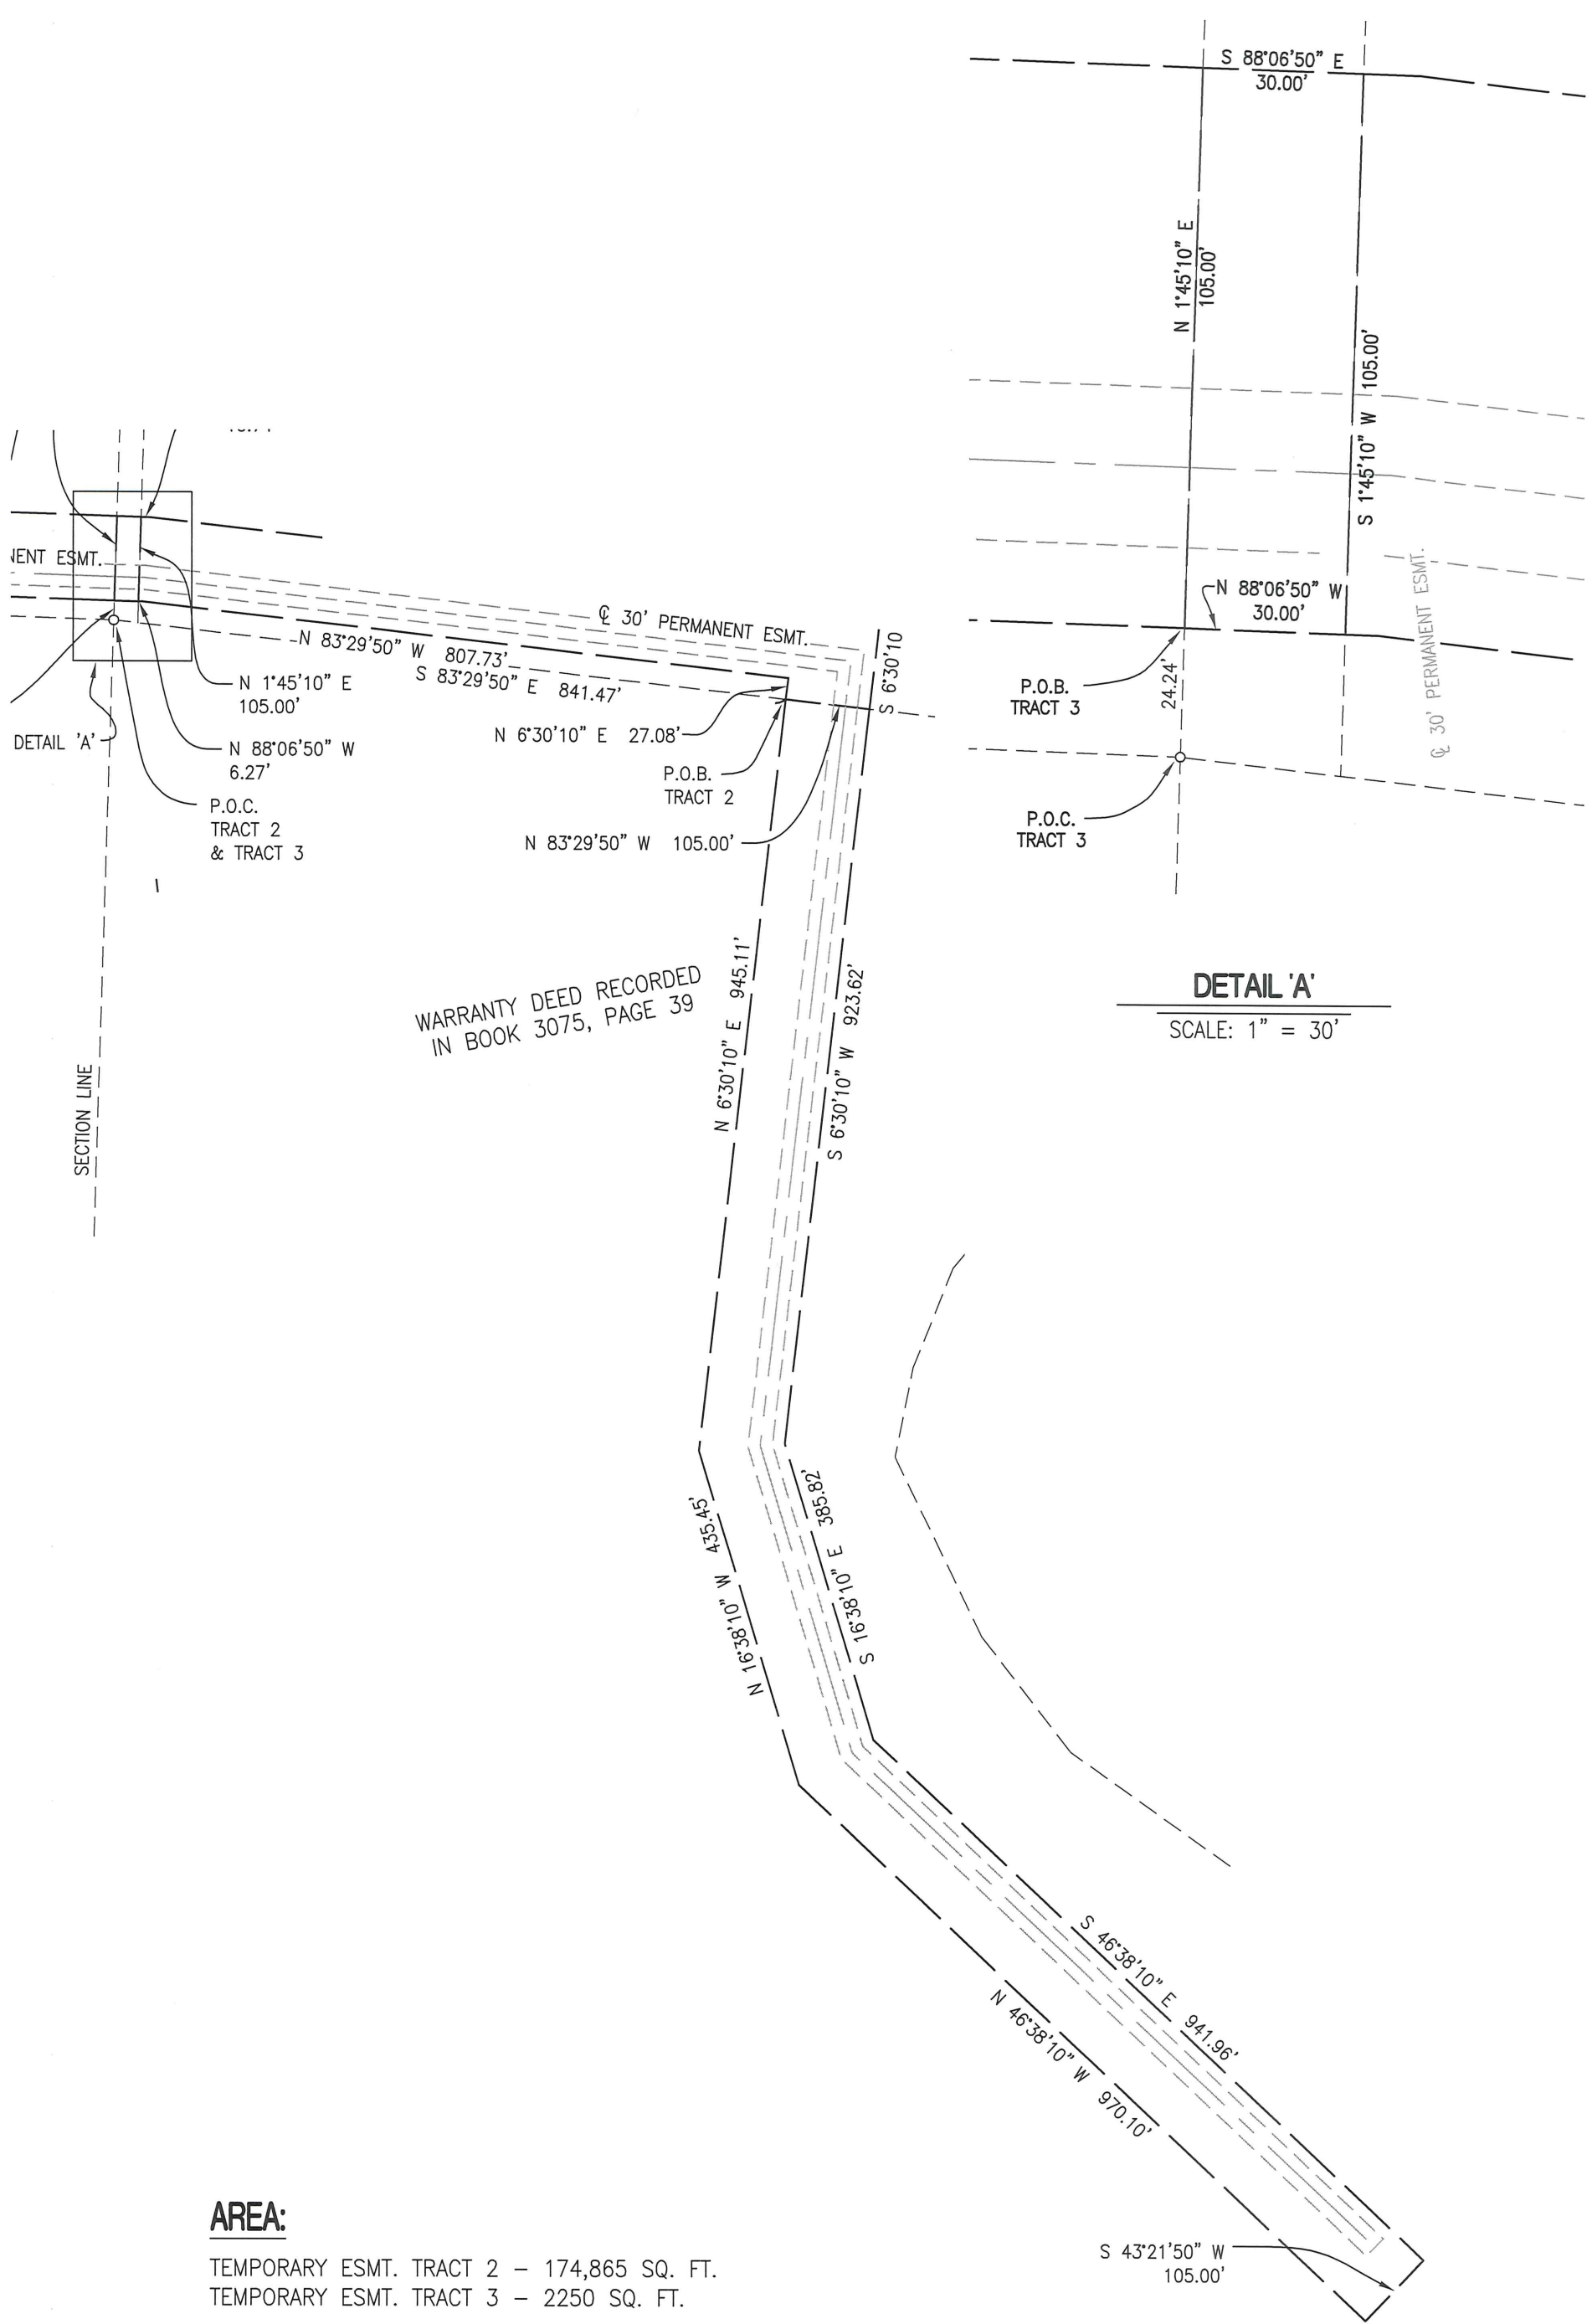 S 88°06'50" E
30.00'
N 1°45'10" E
105.00'
S 1°45'10" W 105.00'
N 88°06'50" W
30.00'
P.O.B.
TRACT 3
24.24'
℄ 30' PERMANENT ESMT.
P.O.C.
TRACT 3
DETAIL 'A'
SCALE: 1" = 30'
NENT ESMT.
℄ 30' PERMANENT ESMT.
N 83°29'50" W 807.73'
S 83°29'50" E 841.47'
S 6°30'10
N 1°45'10" E
105.00'
N 6°30'10" E 27.08'
DETAIL 'A'
N 88°06'50" W
6.27'
P.O.B.
TRACT 2
P.O.C.
TRACT 2
& TRACT 3
N 83°29'50" W 105.00'
WARRANTY DEED RECORDED
IN BOOK 3075, PAGE 39
N 6°30'10" E 945.11'
S 6°30'10" W 923.62'
SECTION LINE
N 16°38'10" W 435.45'
S 16°38'10" E 385.82'
S 46°38'10" E 941.96'
N 46°38'10" W 970.10'
S 43°21'50" W
105.00'
AREA:
TEMPORARY ESMT. TRACT 2 – 174,865 SQ. FT.
TEMPORARY ESMT. TRACT 3 – 2250 SQ. FT.